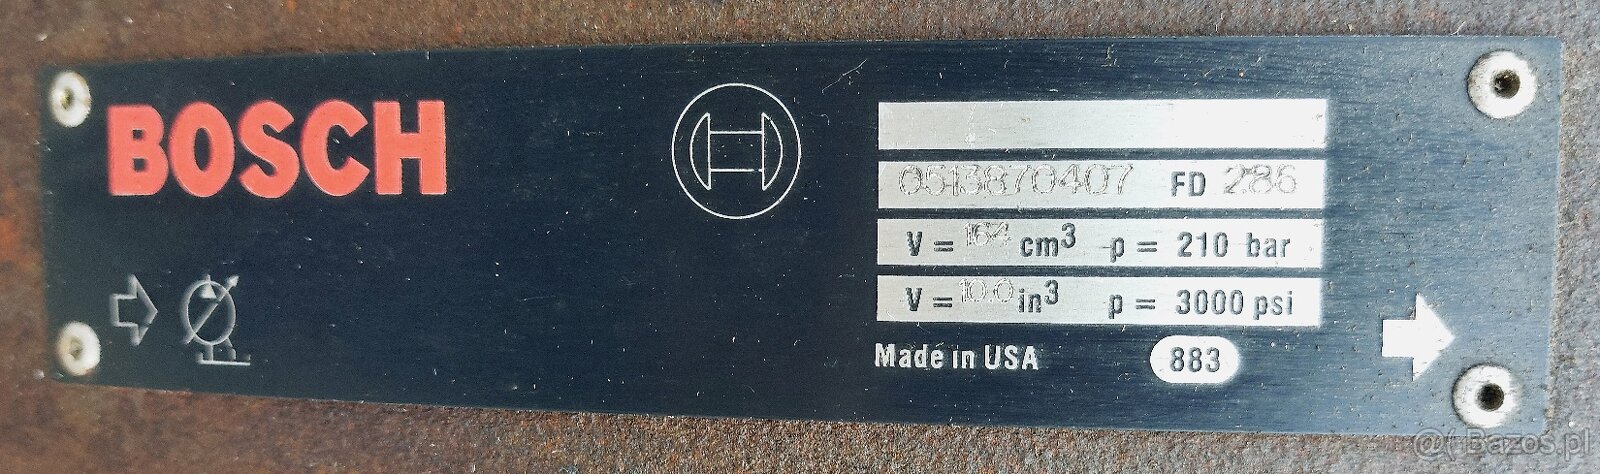 BOSCH
0513870407 FD 286
V = 164 cm3 p = 210 bar
V = 10.0 in3 p = 3000 psi
Made in USA 883
@( Bazos.pl